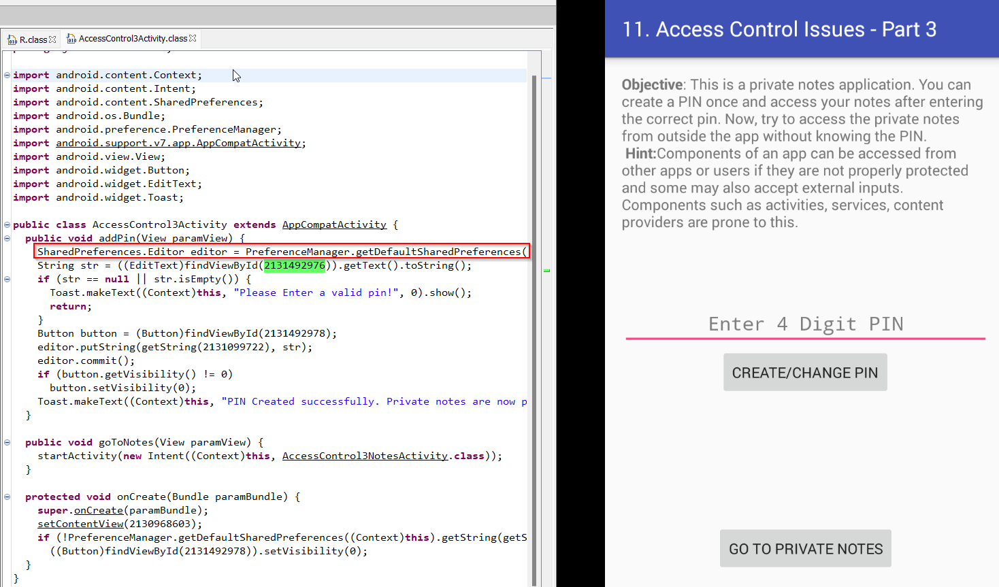 R.class
AccessControl3Activity.class
import android.content.Context;
import android.content.Intent;
import android.content.SharedPreferences;
import android.os.Bundle;
import android.preference.PreferenceManager;
import android.support.v7.app.AppCompatActivity;
import android.view.View;
import android.widget.Button;
import android.widget.EditText;
import android.widget.Toast;
public class AccessControl3Activity extends AppCompatActivity {
public void addPin(View paramView) {
SharedPreferences.Editor editor = PreferenceManager.getDefaultSharedPreferences(
String str = ((EditText)findViewById(2131492976)).getText().toString();
if (str == null || str.isEmpty()) {
Toast.makeText((Context)this, "Please Enter a valid pin!", 0).show();
return;
}
Button button = (Button)findViewById(2131492978);
editor.putString(getString(2131099722), str);
editor.commit();
if (button.getVisibility() != 0)
button.setVisibility(0);
Toast.makeText((Context)this, "PIN Created successfully. Private notes are now p
}
public void goToNotes(View paramView) {
startActivity(new Intent((Context)this, AccessControl3NotesActivity.class));
}
protected void onCreate(Bundle paramBundle) {
super.onCreate(paramBundle);
setContentView(2130968603);
if (!PreferenceManager.getDefaultSharedPreferences((Context)this).getString(getS
((Button)findViewById(2131492978)).setVisibility(0);
}
}
11. Access Control Issues - Part 3
Objective: This is a private notes application. You can
create a PIN once and access your notes after entering
the correct pin. Now, try to access the private notes
from outside the app without knowing the PIN.
Hint:Components of an app can be accessed from
other apps or users if they are not properly protected
and some may also accept external inputs.
Components such as activities, services, content
providers are prone to this.
Enter 4 Digit PIN
CREATE/CHANGE PIN
GO TO PRIVATE NOTES